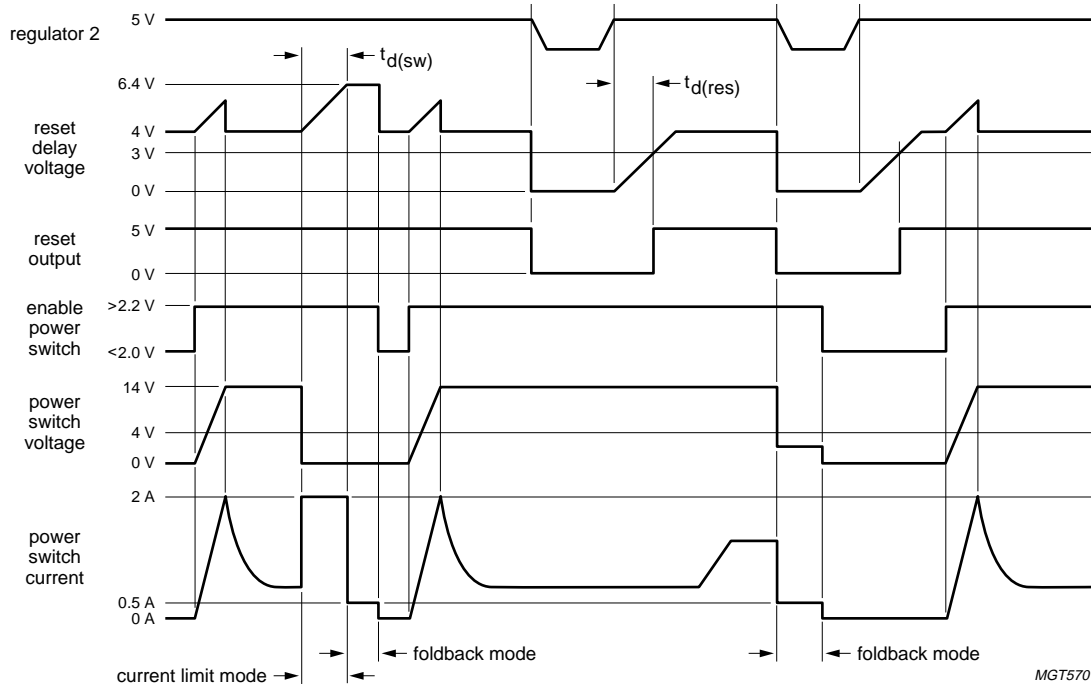 regulator 2
5 V
td(sw)
6.4 V
td(res)
reset
delay
voltage
4 V
3 V
0 V
reset
output
5 V
0 V
enable
power
switch
>2.2 V
<2.0 V
power
switch
voltage
14 V
4 V
0 V
power
switch
current
2 A
0.5 A
0 A
foldback mode
foldback mode
current limit mode
MGT570